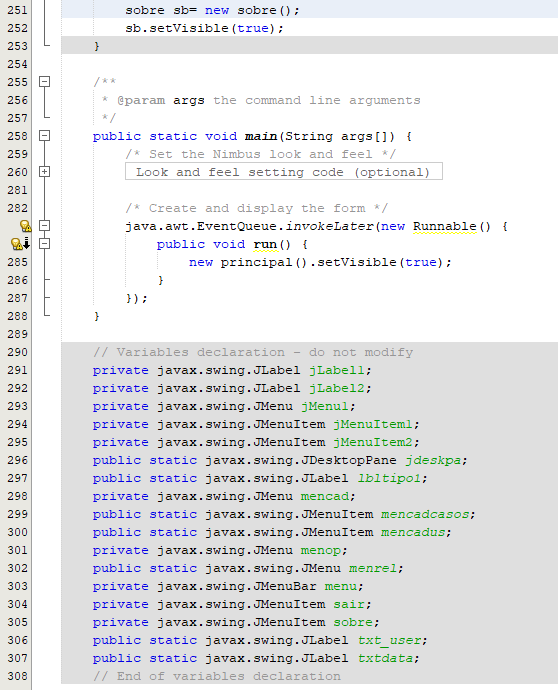 251 sobre sb= new sobre();
252 sb.setVisible(true);
253 }
254
255 /**
256 * @param args the command line arguments
257 */
258 public static void main(String args[]) {
259 /* Set the Nimbus look and feel */
260 Look and feel setting code (optional)
281
282 /* Create and display the form */
java.awt.EventQueue.invokeLater(new Runnable() {
public void run() {
285 new principal().setVisible(true);
286 }
287 });
288 }
289
290 // Variables declaration - do not modify
291 private javax.swing.JLabel jLabel1;
292 private javax.swing.JLabel jLabel2;
293 private javax.swing.JMenu jMenu1;
294 private javax.swing.JMenuItem jMenuItem1;
295 private javax.swing.JMenuItem jMenuItem2;
296 public static javax.swing.JDesktopPane jdeskpa;
297 public static javax.swing.JLabel lbltipo1;
298 private javax.swing.JMenu mencad;
299 public static javax.swing.JMenuItem mencadcasos;
300 public static javax.swing.JMenuItem mencadus;
301 private javax.swing.JMenu menop;
302 public static javax.swing.JMenu menrel;
303 private javax.swing.JMenuBar menu;
304 private javax.swing.JMenuItem sair;
305 private javax.swing.JMenuItem sobre;
306 public static javax.swing.JLabel txt_user;
307 public static javax.swing.JLabel txtdata;
308 // End of variables declaration